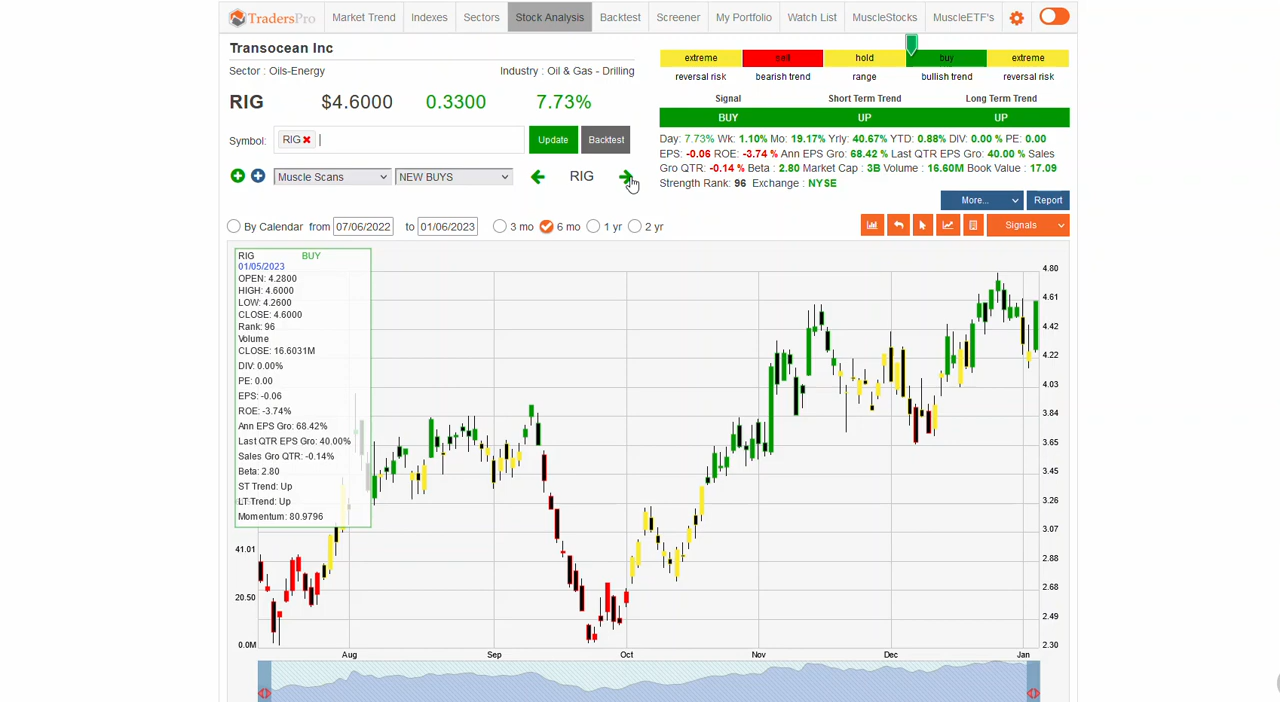 TradersPro Market Trend Indexes Sectors Stock Analysis Backtest Screener My Portfolio Watch List MuscleStocks MuscleETF's
Transocean Inc
Sector : Oils-Energy Industry : Oil & Gas - Drilling
RIG $4.6000 0.3300 7.73%
Symbol: RIG Update Backtest
Muscle Scans NEW BUYS RIG
extreme sell hold buy extreme
reversal risk bearish trend range bullish trend reversal risk
Signal Short Term Trend Long Term Trend
BUY UP UP
Day: 7.73% Wk: 1.10% Mo: 19.17% Yrly: 40.67% YTD: 0.88% DIV: 0.00 % PE: 0.00
EPS: -0.06 ROE: -3.74 % Ann EPS Gro: 68.42 % Last QTR EPS Gro: 40.00 % Sales
Gro QTR: -0.14 % Beta : 2.80 Market Cap : 3B Volume : 16.60M Book Value : 17.09
Strength Rank: 96 Exchange : NYSE
More... Report
By Calendar from 07/06/2022 to 01/06/2023 3 mo 6 mo 1 yr 2 yr
Signals
RIG BUY
01/05/2023
OPEN: 4.2800
HIGH: 4.6000
LOW: 4.2600
CLOSE: 4.6000
Rank: 96
Volume
CLOSE: 16.6031M
DIV: 0.00%
PE: 0.00
EPS: -0.06
ROE: -3.74%
Ann EPS Gro: 68.42%
Last QTR EPS Gro: 40.00%
Sales Gro QTR: -0.14%
Beta: 2.80
ST Trend: Up
LT Trend: Up
Momentum: 80.9796
41.01
20.50
0.0M
4.80
4.61
4.42
4.22
4.03
3.84
3.65
3.45
3.26
3.07
2.88
2.68
2.49
2.30
Aug Sep Oct Nov Dec Jan